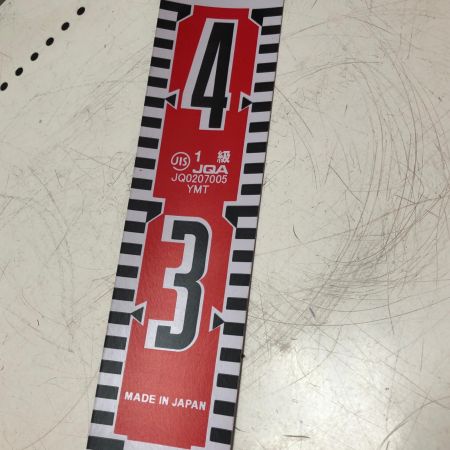 4
JIS 1 級
JQA
JQ0207005
YMT
3
MADE IN JAPAN